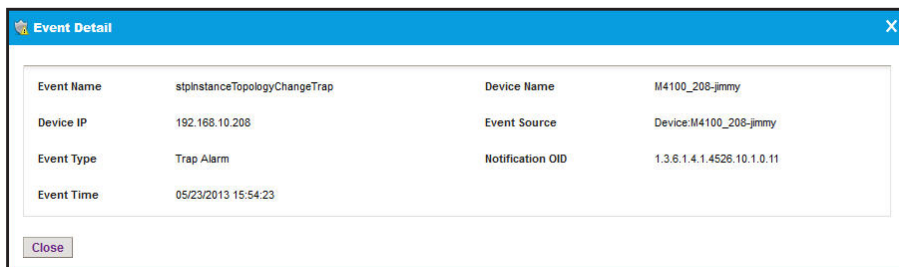 Event Detail X
Event Name stpInstanceTopologyChangeTrap Device Name M4100_208-jimmy
Device IP 192.168.10.208 Event Source Device:M4100_208-jimmy
Event Type Trap Alarm Notification OID 1.3.6.1.4.1.4526.10.1.0.11
Event Time 05/23/2013 15:54:23
Close